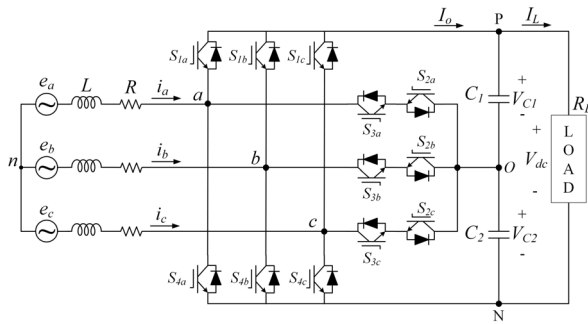 I_o I_L P
S_1a S_1b S_1c
e_a L R i_a a S_2a C_1 + V_C1 - R_L
S_3a
n e_b i_b b S_2b O + V_dc - LOAD
S_3b
e_c i_c c S_2c C_2 + V_C2 -
S_3c
S_4a S_4b S_4c
N